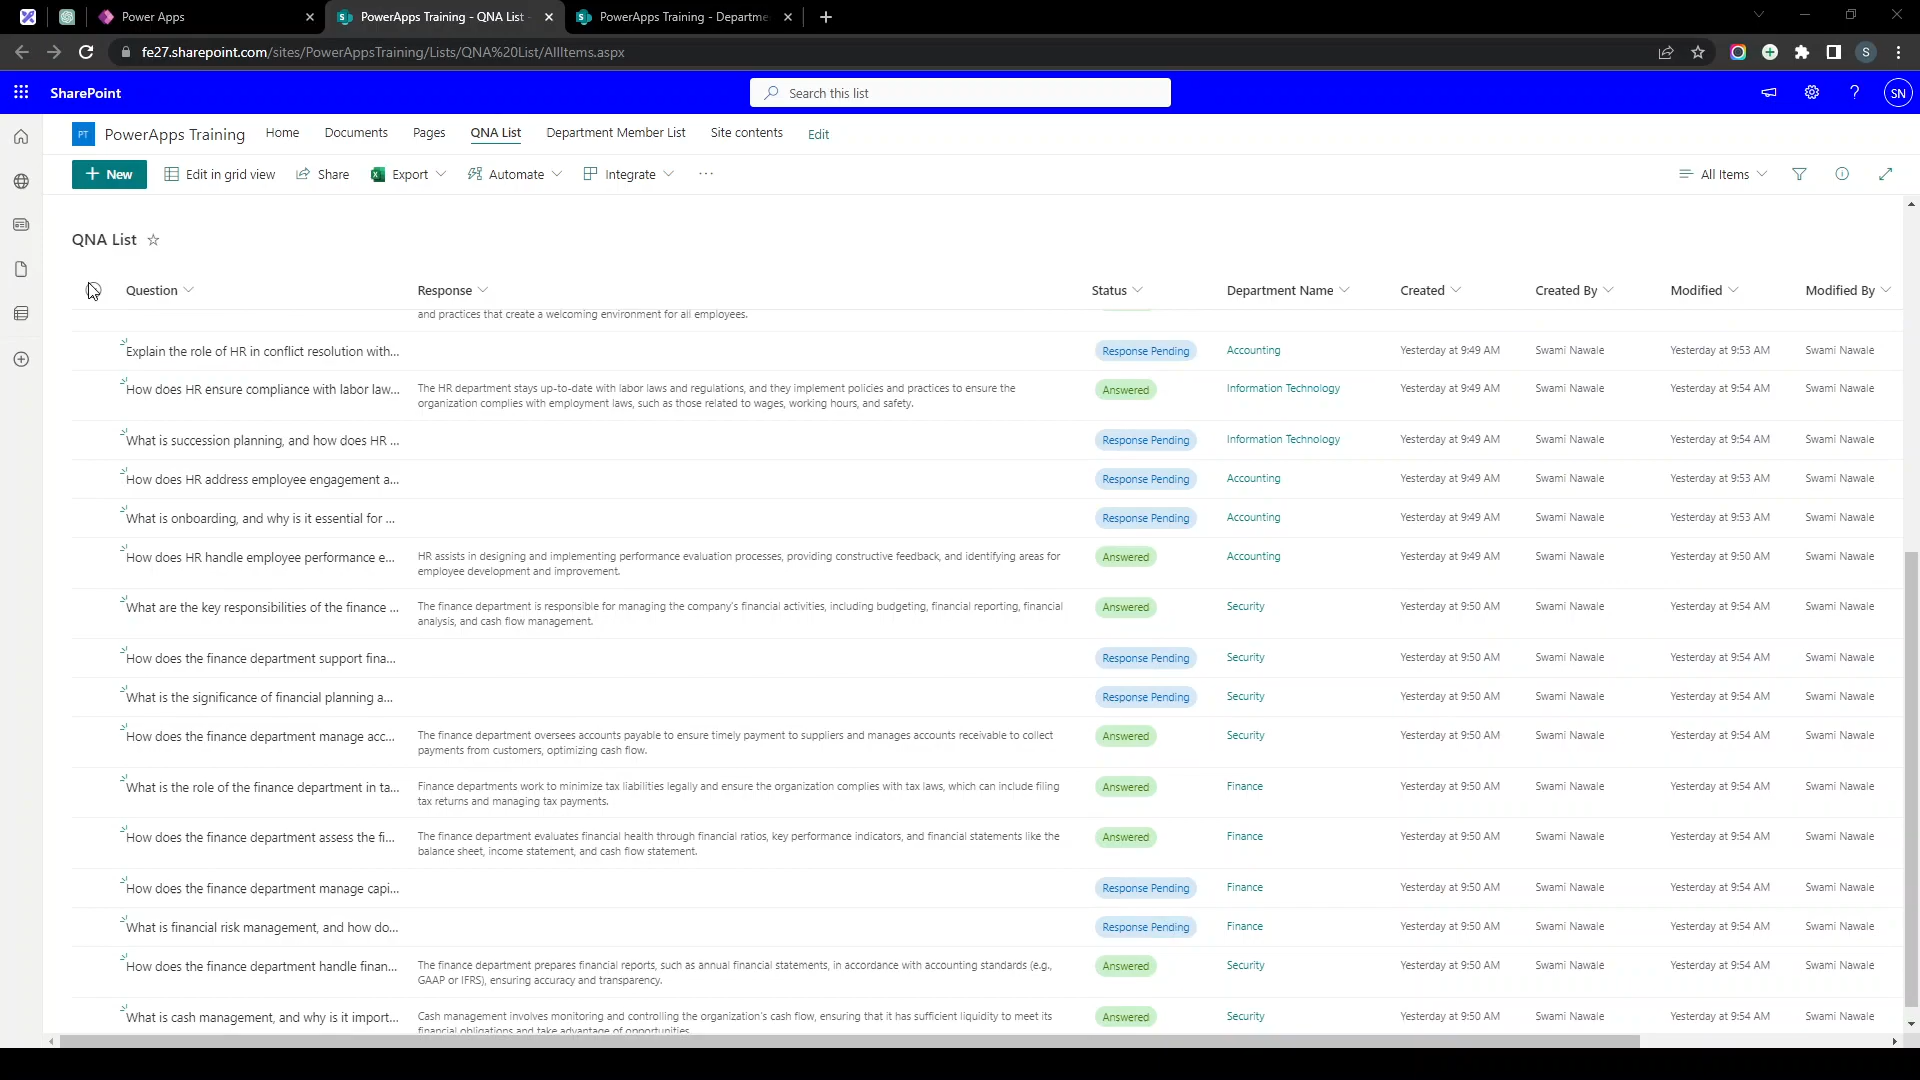 Power Apps
PowerApps Training - QNA List -
PowerApps Training - Departme
fe27.sharepoint.com/sites/PowerAppsTraining/Lists/QNA%20List/AllItems.aspx
S
SharePoint
Search this list
SN
PT
PowerApps Training
Home
Documents
Pages
QNA List
Department Member List
Site contents
Edit
New
Edit in grid view
Share
Export
Automate
Integrate
All Items
QNA List
Question
Response
Status
Department Name
Created
Created By
Modified
Modified By
and practices that create a welcoming environment for all employees.
Explain the role of HR in conflict resolution with...
Response Pending
Accounting
Yesterday at 9:49 AM
Swami Nawale
Yesterday at 9:53 AM
Swami Nawale
How does HR ensure compliance with labor law...
The HR department stays up-to-date with labor laws and regulations, and they implement policies and practices to ensure the
organization complies with employment laws, such as those related to wages, working hours, and safety.
Answered
Information Technology
Yesterday at 9:49 AM
Swami Nawale
Yesterday at 9:54 AM
Swami Nawale
What is succession planning, and how does HR ...
Response Pending
Information Technology
Yesterday at 9:49 AM
Swami Nawale
Yesterday at 9:54 AM
Swami Nawale
How does HR address employee engagement a...
Response Pending
Accounting
Yesterday at 9:49 AM
Swami Nawale
Yesterday at 9:53 AM
Swami Nawale
What is onboarding, and why is it essential for ...
Response Pending
Accounting
Yesterday at 9:49 AM
Swami Nawale
Yesterday at 9:53 AM
Swami Nawale
How does HR handle employee performance e...
HR assists in designing and implementing performance evaluation processes, providing constructive feedback, and identifying areas for
employee development and improvement.
Answered
Accounting
Yesterday at 9:49 AM
Swami Nawale
Yesterday at 9:50 AM
Swami Nawale
What are the key responsibilities of the finance ...
The finance department is responsible for managing the company's financial activities, including budgeting, financial reporting, financial
analysis, and cash flow management.
Answered
Security
Yesterday at 9:50 AM
Swami Nawale
Yesterday at 9:54 AM
Swami Nawale
How does the finance department support fina...
Response Pending
Security
Yesterday at 9:50 AM
Swami Nawale
Yesterday at 9:54 AM
Swami Nawale
What is the significance of financial planning a...
Response Pending
Security
Yesterday at 9:50 AM
Swami Nawale
Yesterday at 9:54 AM
Swami Nawale
How does the finance department manage acc...
The finance department oversees accounts payable to ensure timely payment to suppliers and manages accounts receivable to collect
payments from customers, optimizing cash flow.
Answered
Security
Yesterday at 9:50 AM
Swami Nawale
Yesterday at 9:54 AM
Swami Nawale
What is the role of the finance department in ta...
Finance departments work to minimize tax liabilities legally and ensure the organization complies with tax laws, which can include filing
tax returns and managing tax payments.
Answered
Finance
Yesterday at 9:50 AM
Swami Nawale
Yesterday at 9:54 AM
Swami Nawale
How does the finance department assess the fi...
The finance department evaluates financial health through financial ratios, key performance indicators, and financial statements like the
balance sheet, income statement, and cash flow statement.
Answered
Finance
Yesterday at 9:50 AM
Swami Nawale
Yesterday at 9:54 AM
Swami Nawale
How does the finance department manage capi...
Response Pending
Finance
Yesterday at 9:50 AM
Swami Nawale
Yesterday at 9:54 AM
Swami Nawale
What is financial risk management, and how do...
Response Pending
Finance
Yesterday at 9:50 AM
Swami Nawale
Yesterday at 9:54 AM
Swami Nawale
How does the finance department handle finan...
The finance department prepares financial reports, such as annual financial statements, in accordance with accounting standards (e.g.,
GAAP or IFRS), ensuring accuracy and transparency.
Answered
Security
Yesterday at 9:50 AM
Swami Nawale
Yesterday at 9:54 AM
Swami Nawale
What is cash management, and why is it import...
Cash management involves monitoring and controlling the organization's cash flow, ensuring that it has sufficient liquidity to meet its
financial obligations and take advantage of opportunities.
Answered
Security
Yesterday at 9:50 AM
Swami Nawale
Yesterday at 9:54 AM
Swami Nawale